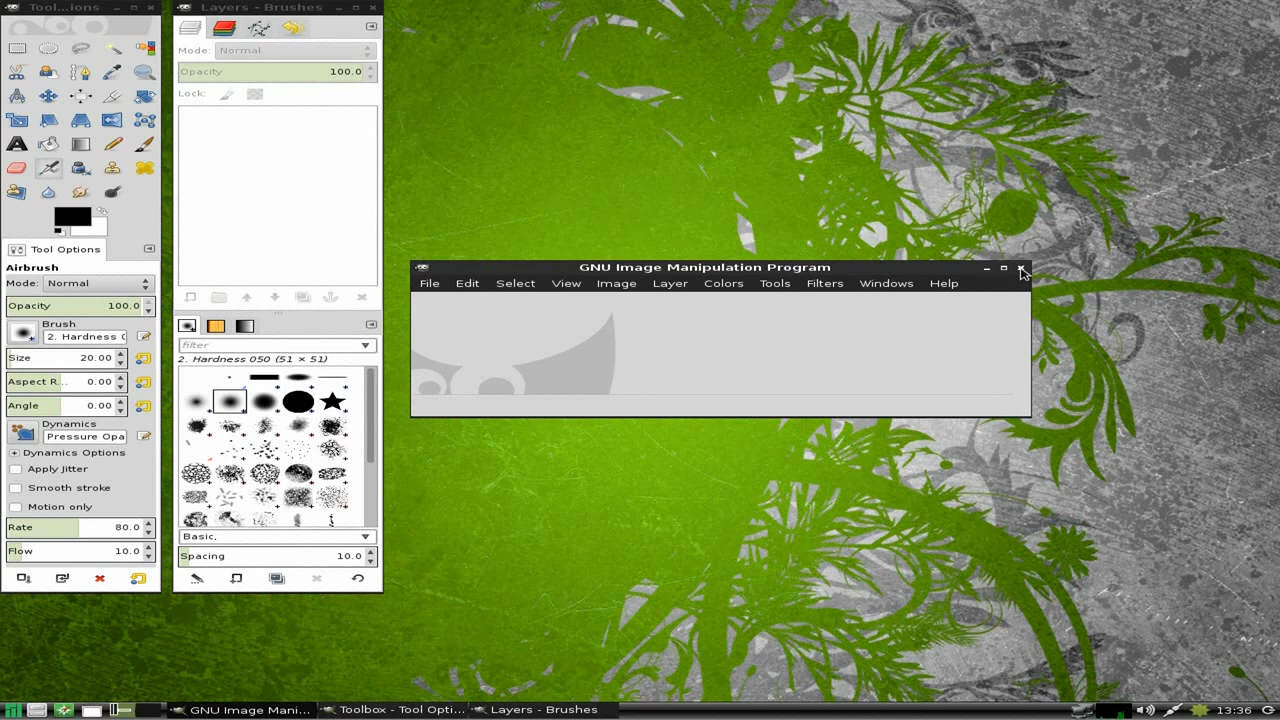 Tool...ions
Layers - Brushes
Mode: Normal
Opacity 100.0
Lock:
Tool Options
Airbrush
Mode: Normal
Opacity 100.0
Brush
2. Hardness 0
Size 20.00
Aspect R... 0.00
Angle 0.00
Dynamics
Pressure Opa
Dynamics Options
Apply Jitter
Smooth stroke
Motion only
Rate 80.0
Flow 10.0
filter
2. Hardness 050 (51 × 51)
Basic,
Spacing 10.0
GNU Image Manipulation Program
File Edit Select View Image Layer Colors Tools Filters Windows Help
GNU Image Mani... Toolbox - Tool Opti... Layers - Brushes 13:36